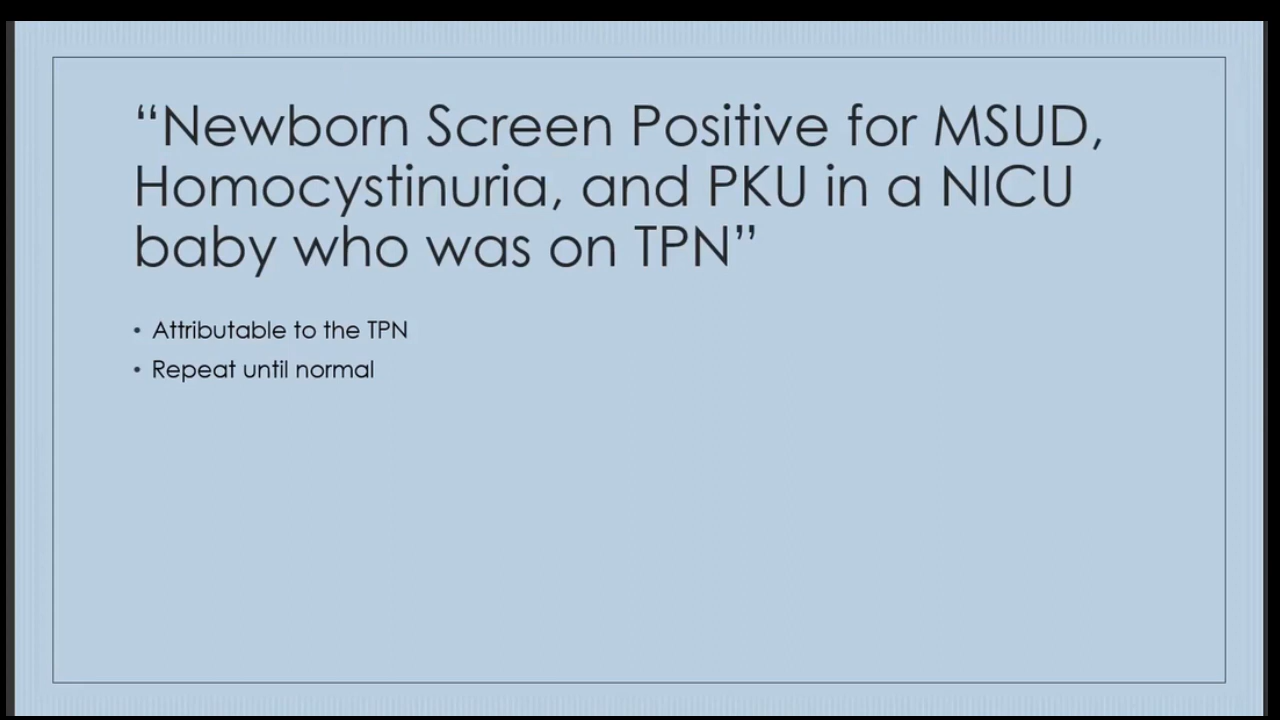 “Newborn Screen Positive for MSUD,
Homocystinuria, and PKU in a NICU
baby who was on TPN”
• Attributable to the TPN
• Repeat until normal